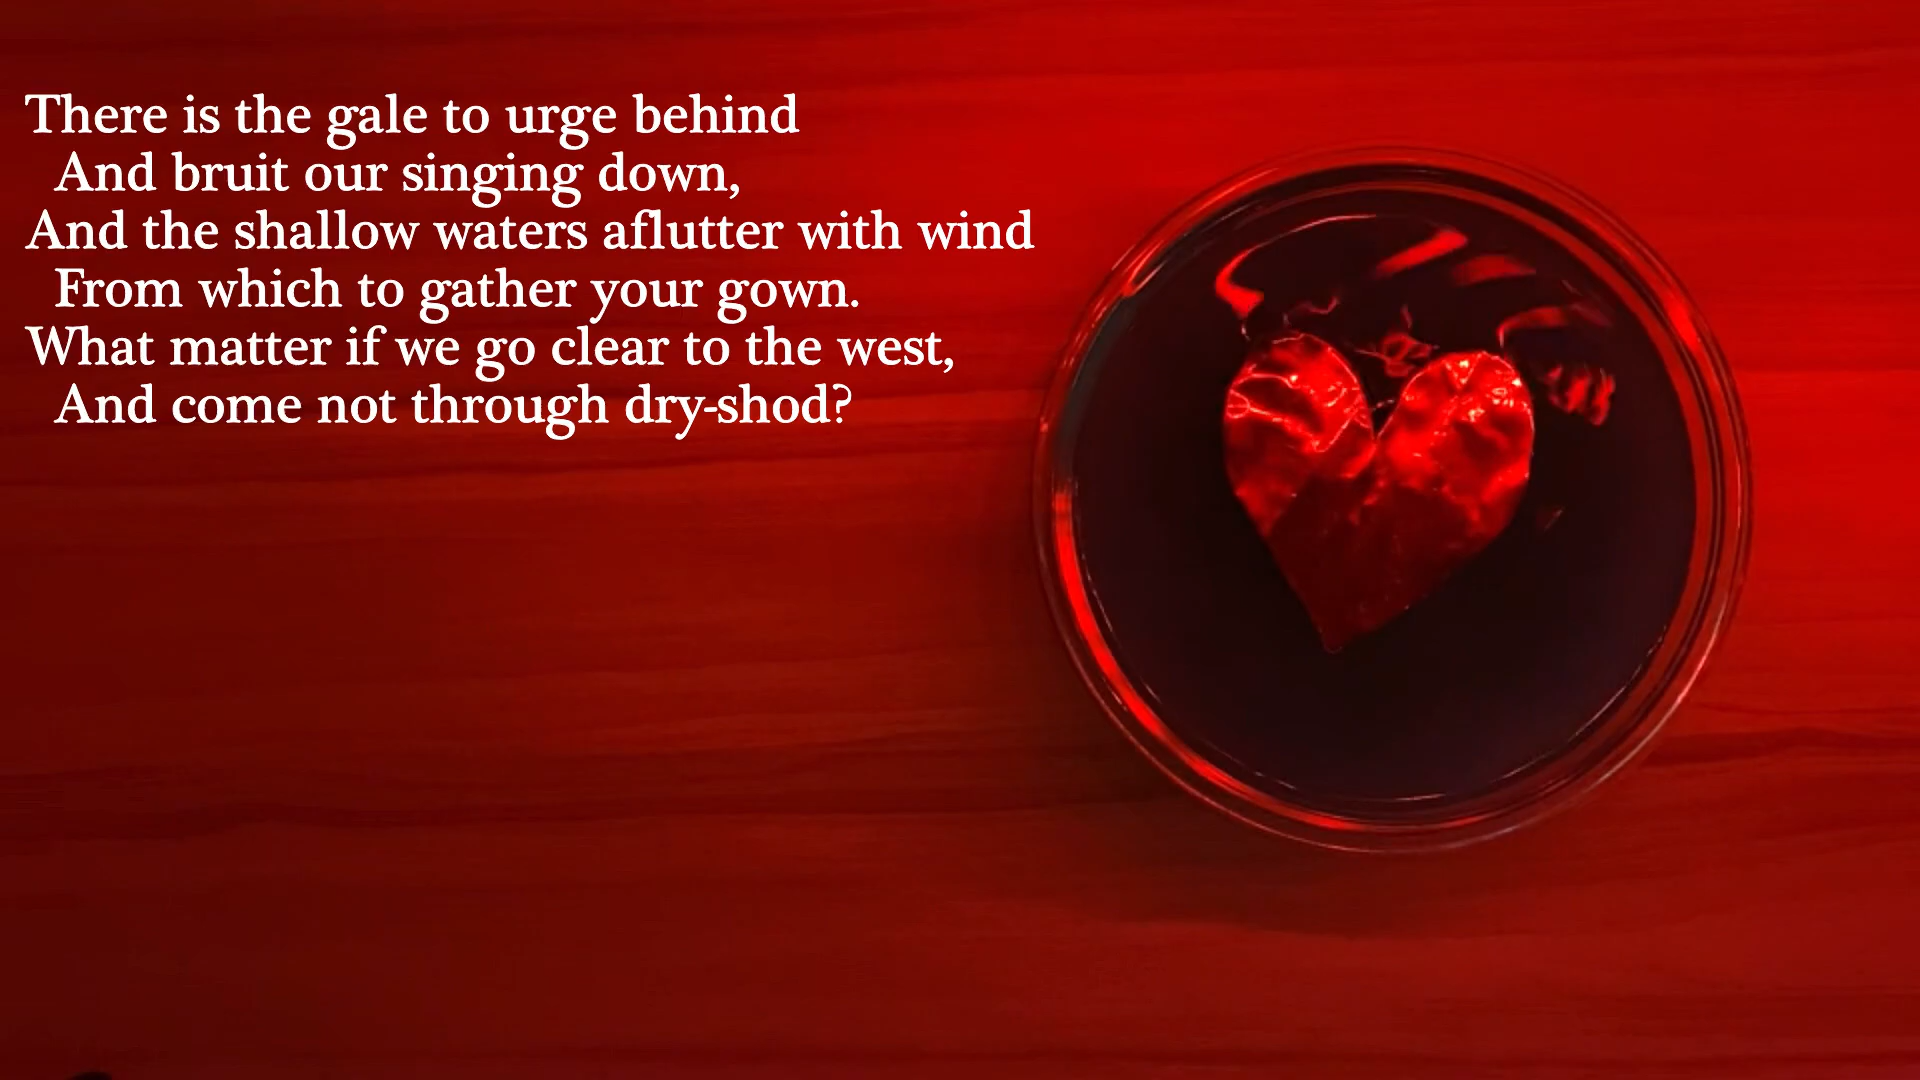 There is the gale to urge behind
And bruit our singing down,
And the shallow waters aflutter with wind
From which to gather your gown.
What matter if we go clear to the west,
And come not through dry-shod?